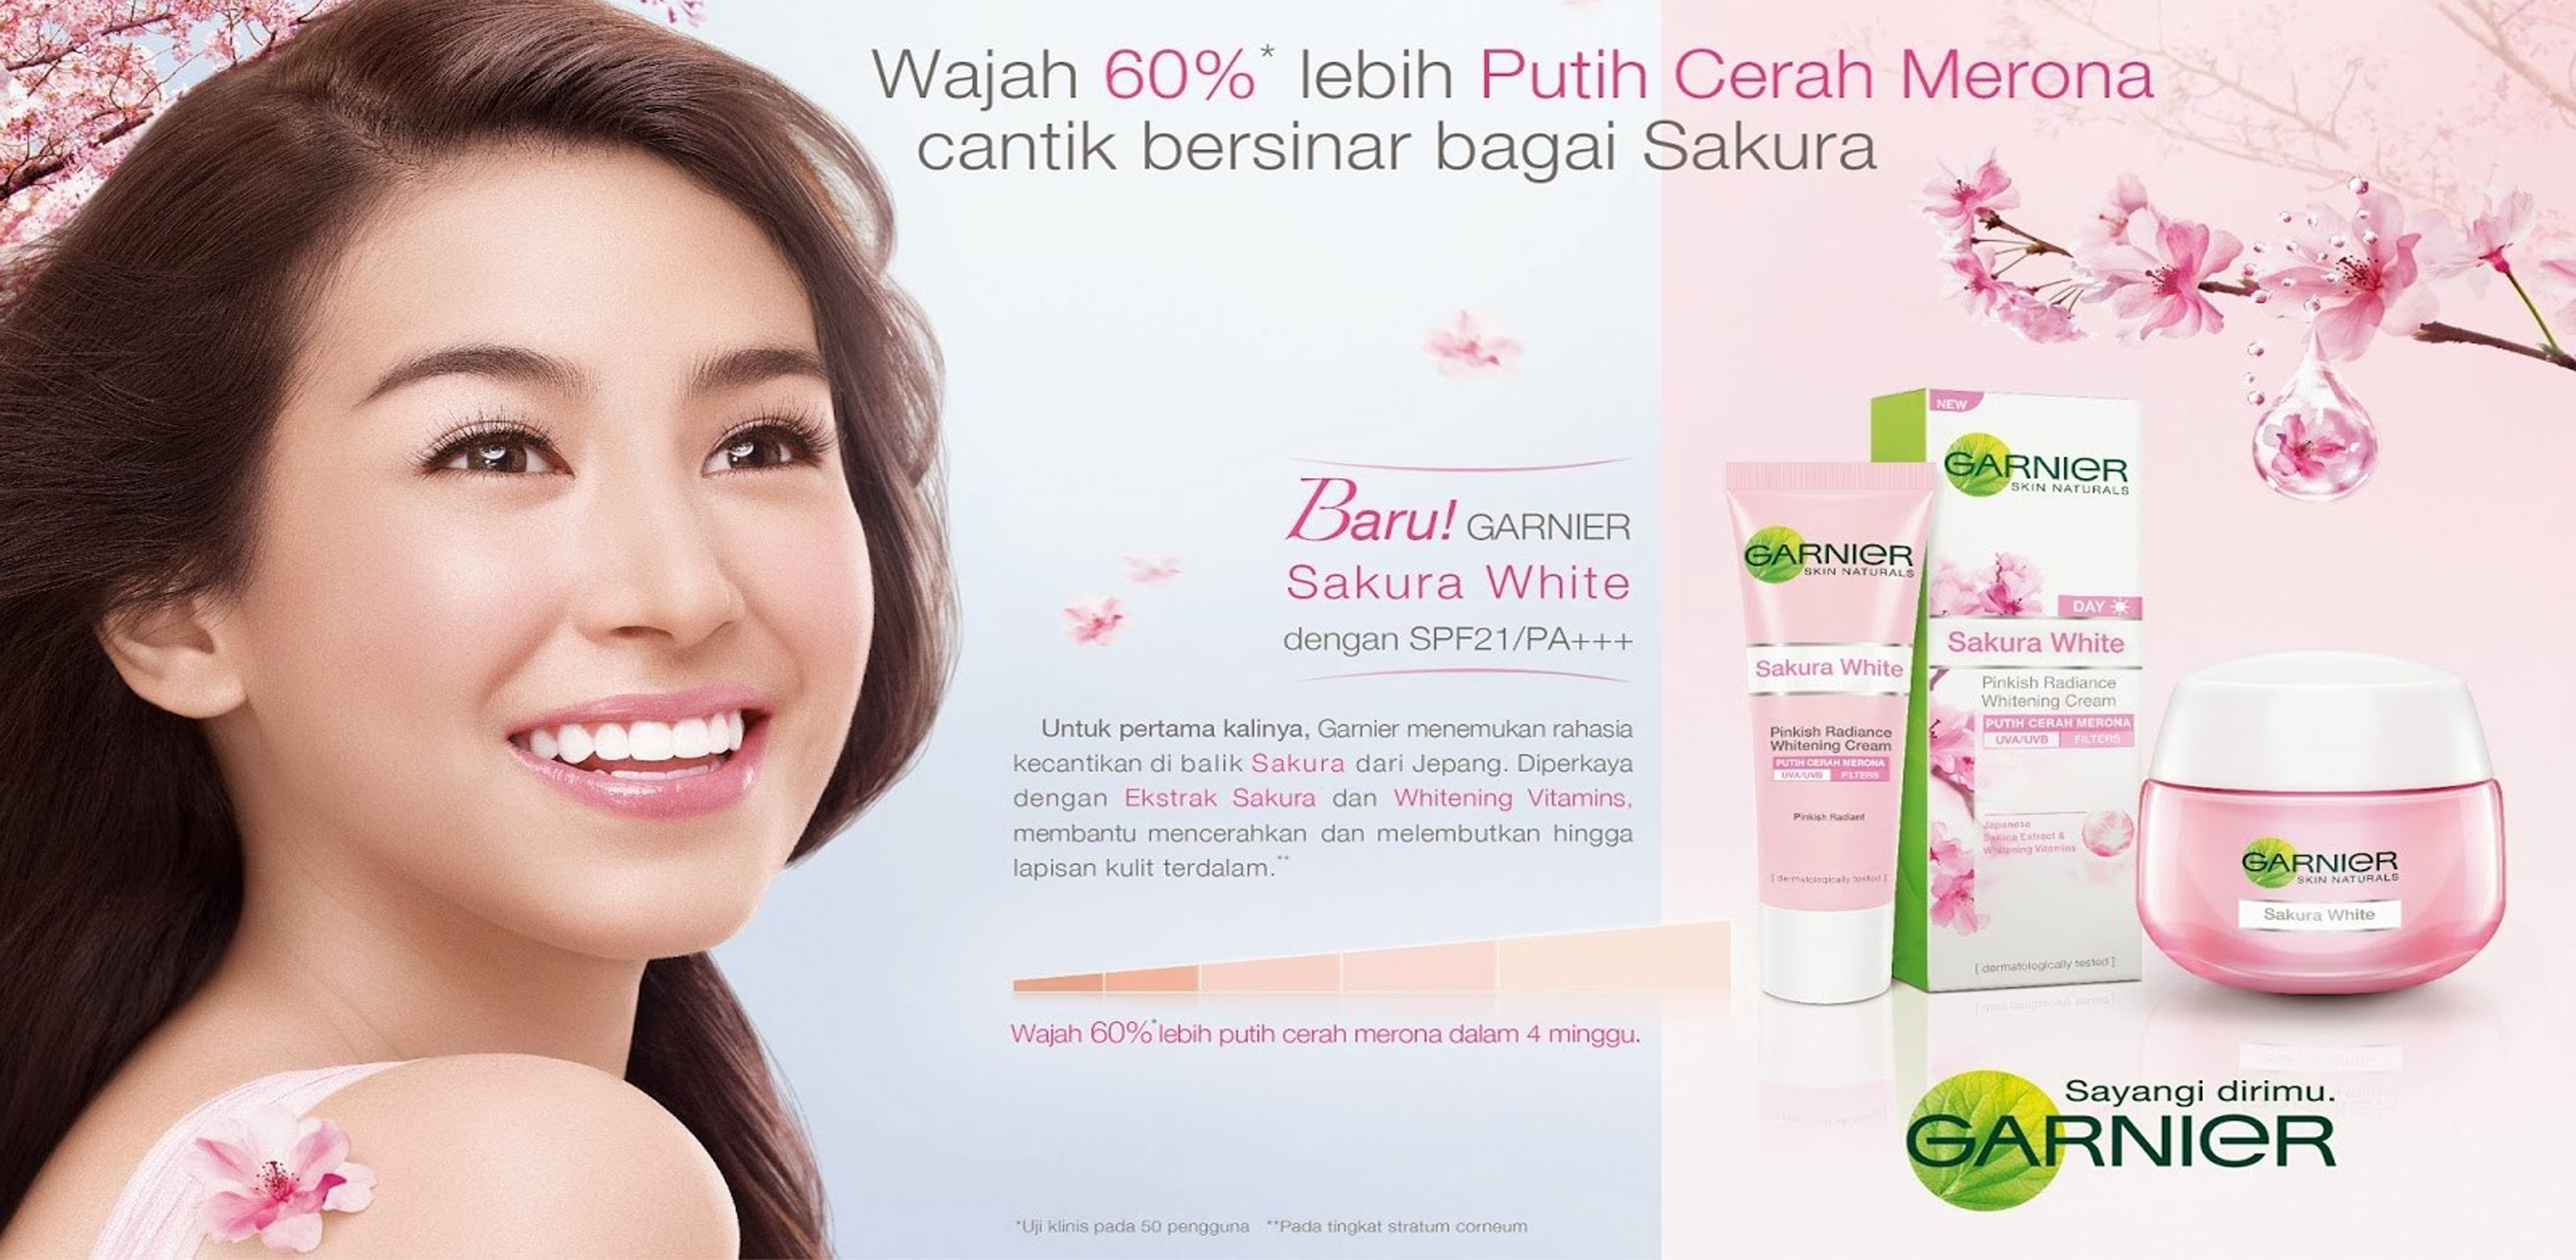 Wajah 60%* lebih Putih Cerah Merona
cantik bersinar bagai Sakura
Baru! GARNIER
Sakura White
dengan SPF21/PA+++
Untuk pertama kalinya, Garnier menemukan rahasia
kecantikan di balik Sakura dari Jepang. Diperkaya
dengan Ekstrak Sakura dan Whitening Vitamins,
membantu mencerahkan dan melembutkan hingga
lapisan kulit terdalam.**
Wajah 60%* lebih putih cerah merona dalam 4 minggu.
*Uji klinis pada 50 pengguna **Pada tingkat stratum corneum
GARNIER
SKIN NATURALS
Sakura White
Pinkish Radiance
Whitening Cream
PUTIH CERAH MERONA
UVA/UVB FILTERS
Pinkish Radiant
[ dermatologically tested ]
NEW
GARNIER
SKIN NATURALS
DAY
Sakura White
Pinkish Radiance
Whitening Cream
PUTIH CERAH MERONA
UVA/UVB FILTERS
Japanese
Sakura Extract &
Whitening Vitamins
[ dermatologically tested ]
GARNIER
SKIN NATURALS
Sakura White
Sayangi dirimu.
GARNIER